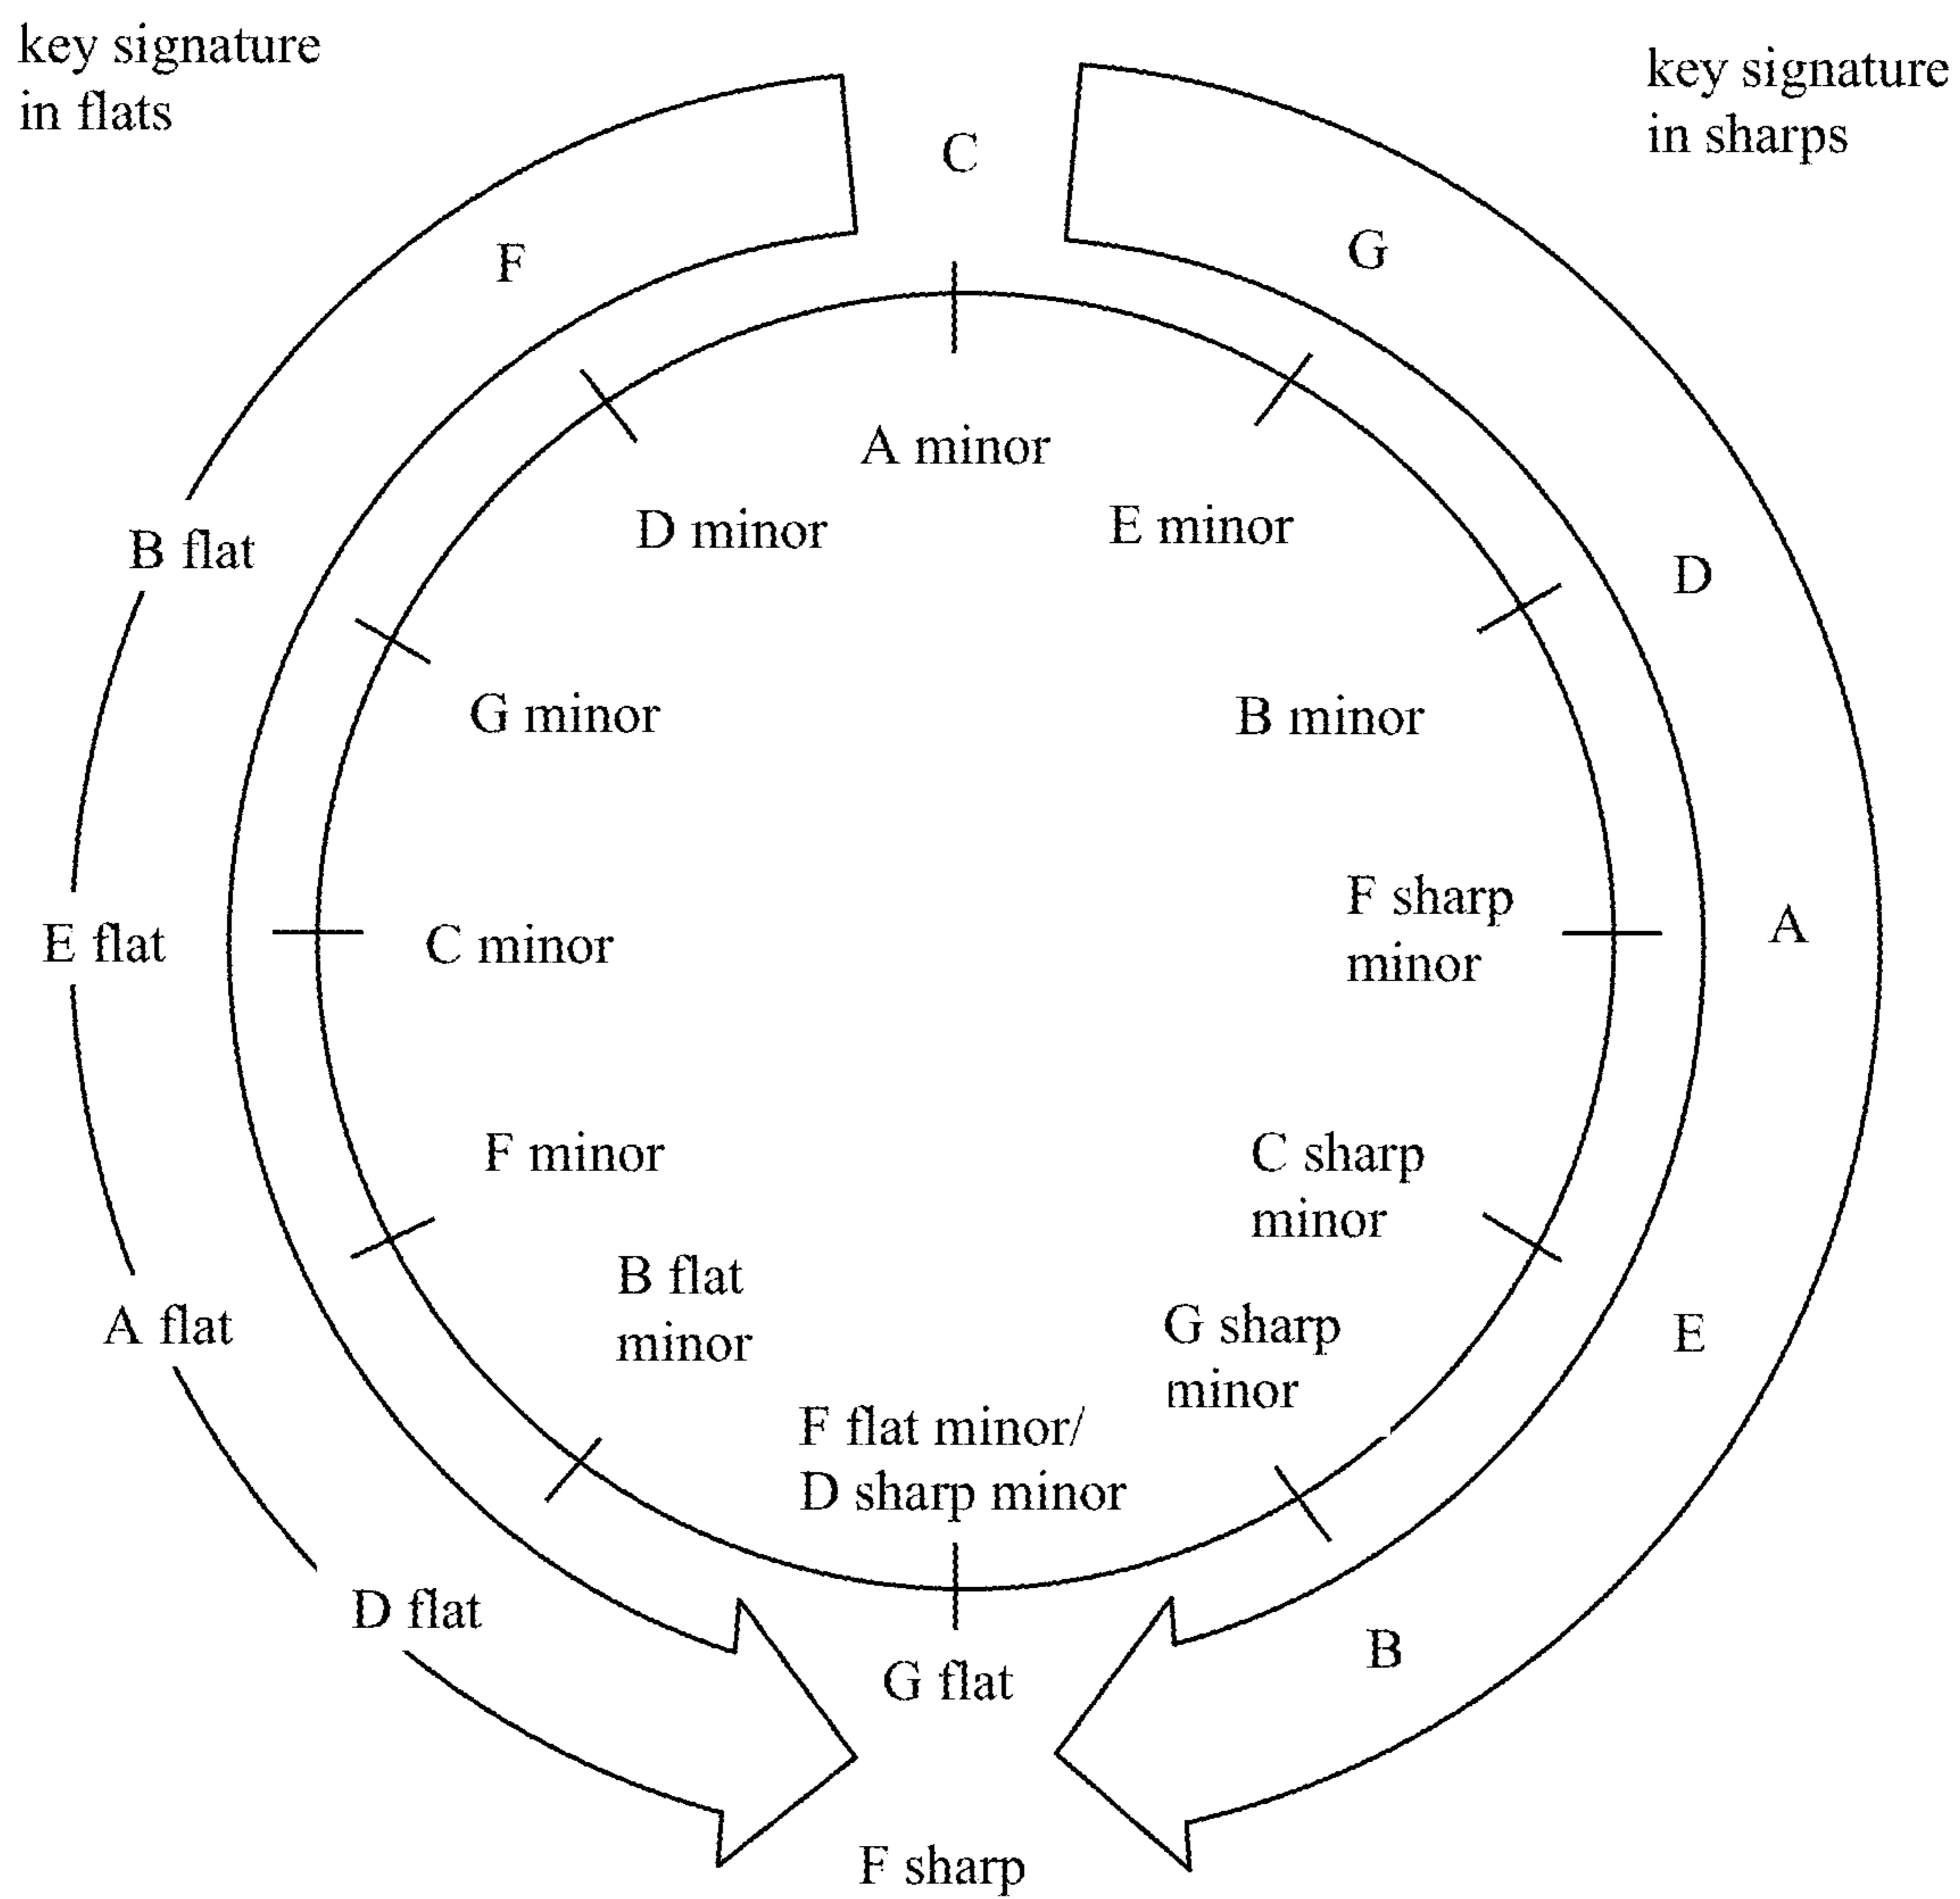 key signature
in flats
key signature
in sharps
C
F
G
A minor
D minor
E minor
B flat
D
G minor
B minor
F sharp
minor
A
E flat
C minor
F minor
C sharp
minor
B flat
minor
A flat
G sharp
minor
E
F flat minor/
D sharp minor
D flat
B
G flat
F sharp